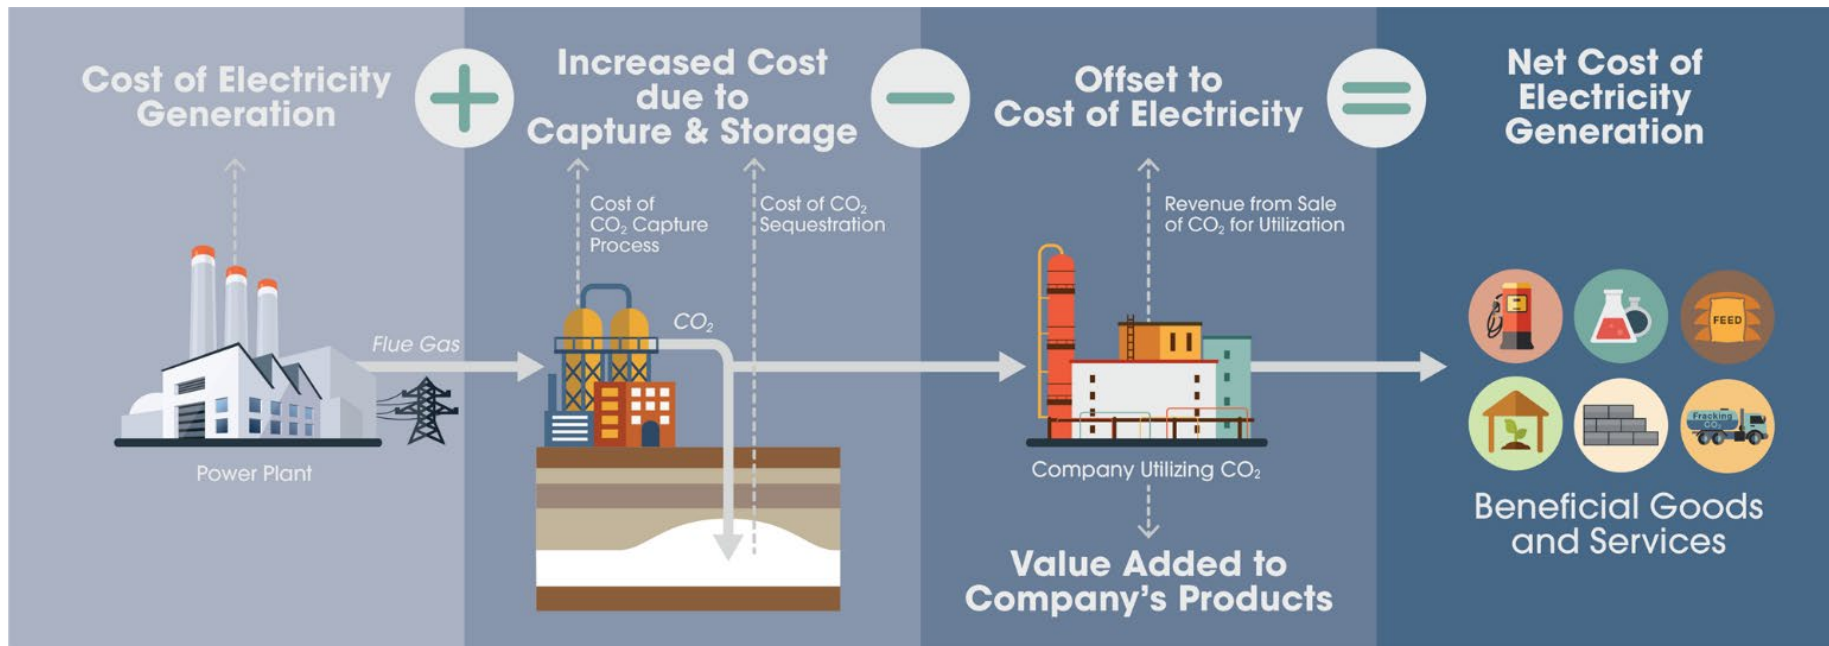 Cost of Electricity
Generation
Increased Cost
due to
Capture & Storage
Offset to
Cost of Electricity
Net Cost of
Electricity
Generation
Cost of
CO₂ Capture
Process
Cost of CO₂
Sequestration
Revenue from Sale
of CO₂ for Utilization
Flue Gas
CO₂
FEED
Fracking
CO₂
Power Plant
Company Utilizing CO₂
Value Added to
Company's Products
Beneficial Goods
and Services